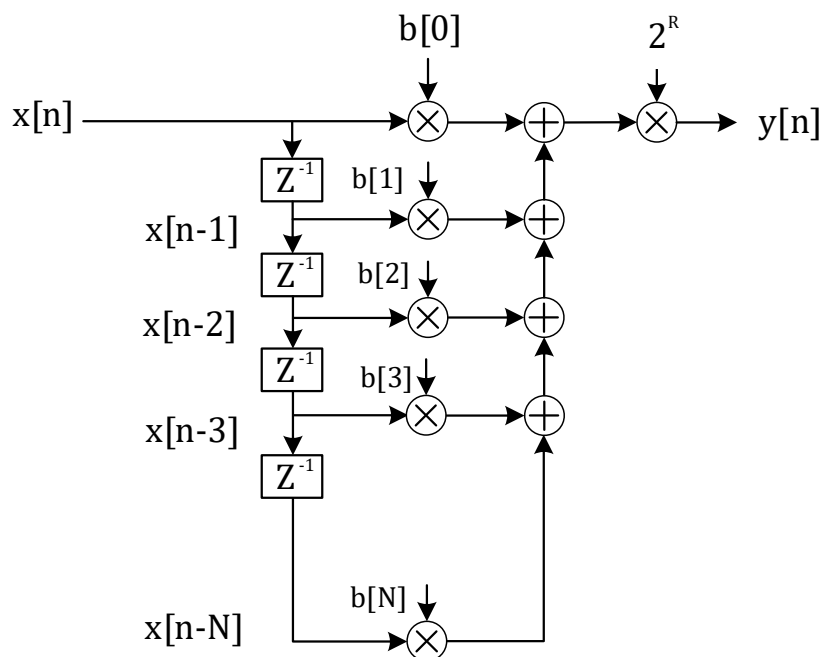 b[0]
2^R
x[n]
y[n]
Z^-1
b[1]
x[n-1]
Z^-1
b[2]
x[n-2]
Z^-1
b[3]
x[n-3]
Z^-1
b[N]
x[n-N]